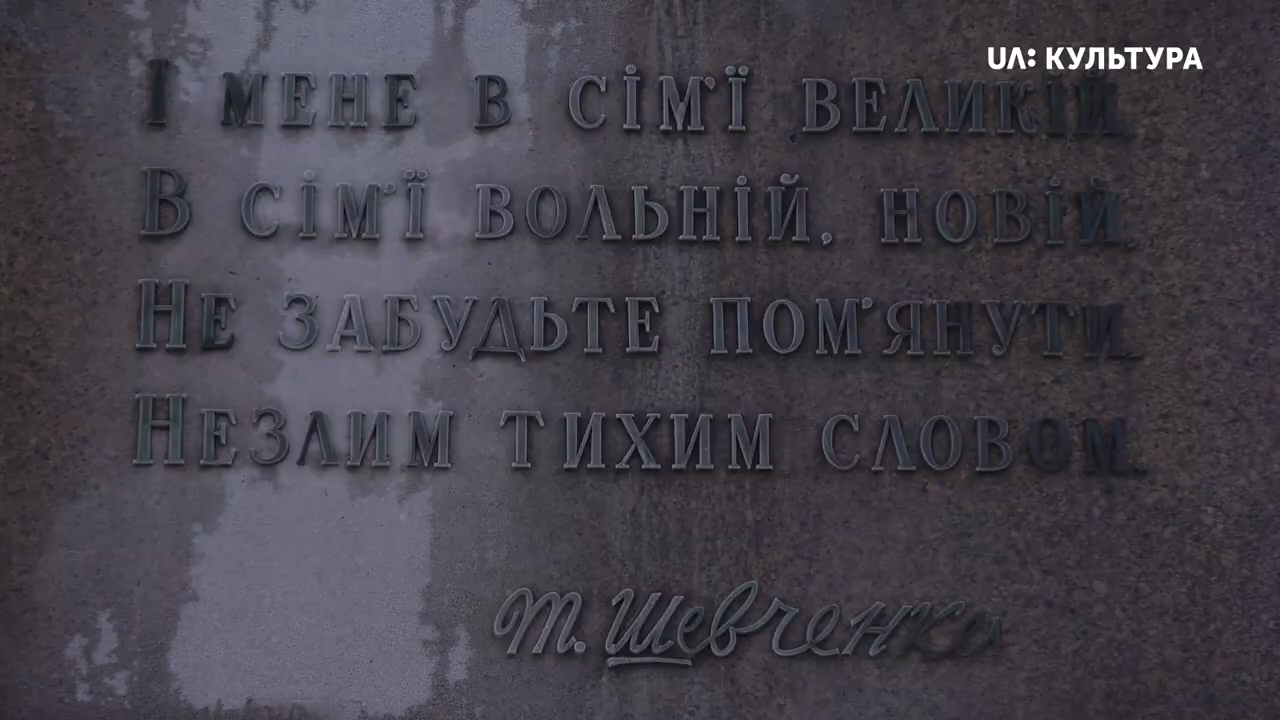 UA: КУЛЬТУРА
І МЕНЕ В СІМ'Ї ВЕЛИКІЙ
В СІМ'Ї ВОЛЬНІЙ, НОВІЙ
НЕ ЗАБУДЬТЕ ПОМ'ЯНУТИ
НЕЗЛИМ ТИХИМ СЛОВОМ.
Т. Шевченко